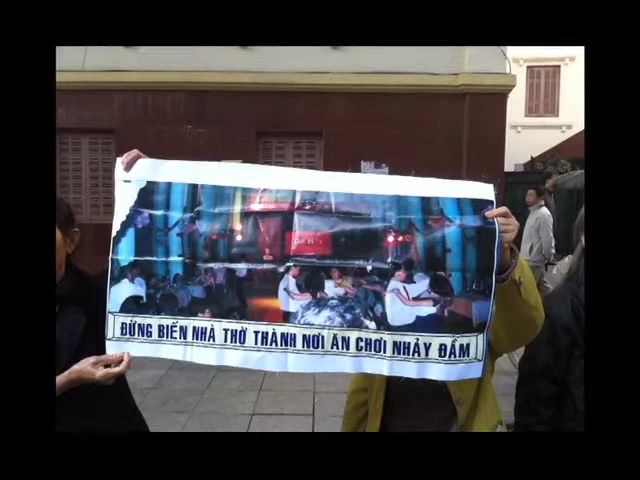 ĐỪNG BIẾN NHÀ THỜ THÀNH NƠI ĂN CHƠI NHẢY ĐẦM